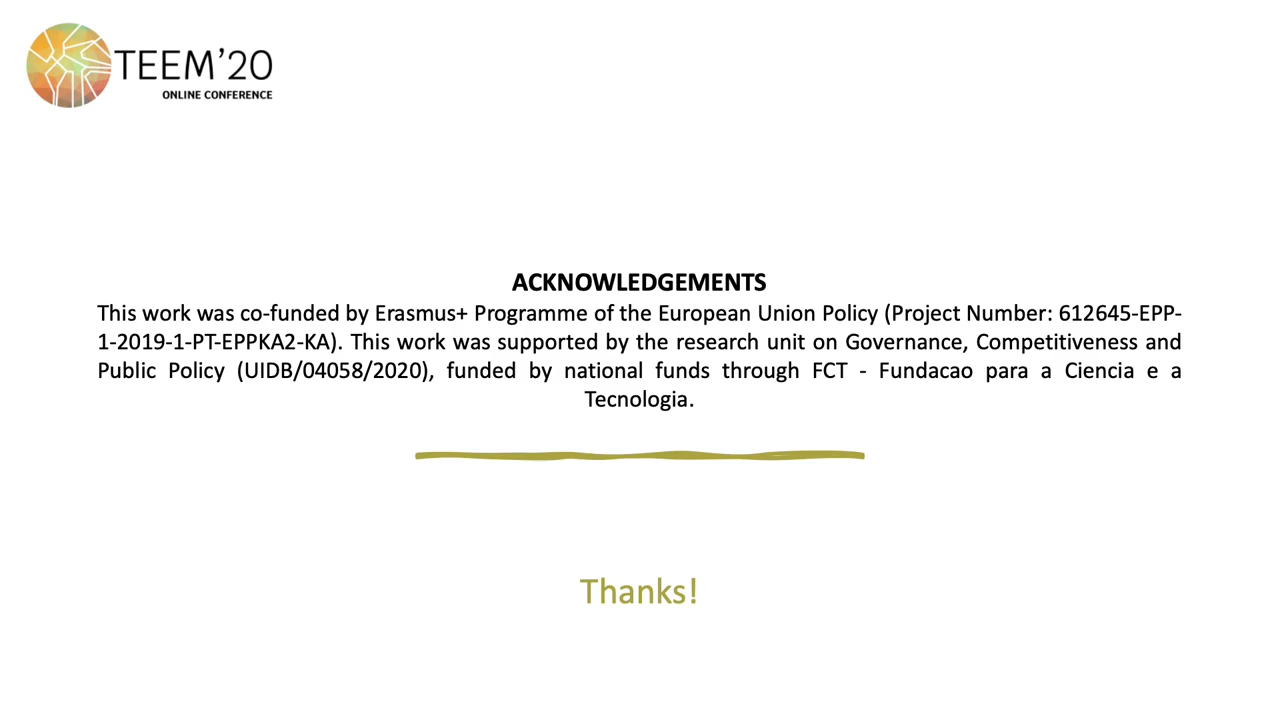 TEEM'20
ONLINE CONFERENCE
ACKNOWLEDGEMENTS
This work was co-funded by Erasmus+ Programme of the European Union Policy (Project Number: 612645-EPP-
1-2019-1-PT-EPPKA2-KA). This work was supported by the research unit on Governance, Competitiveness and
Public Policy (UIDB/04058/2020), funded by national funds through FCT - Fundacao para a Ciencia e a
Tecnologia.
Thanks!